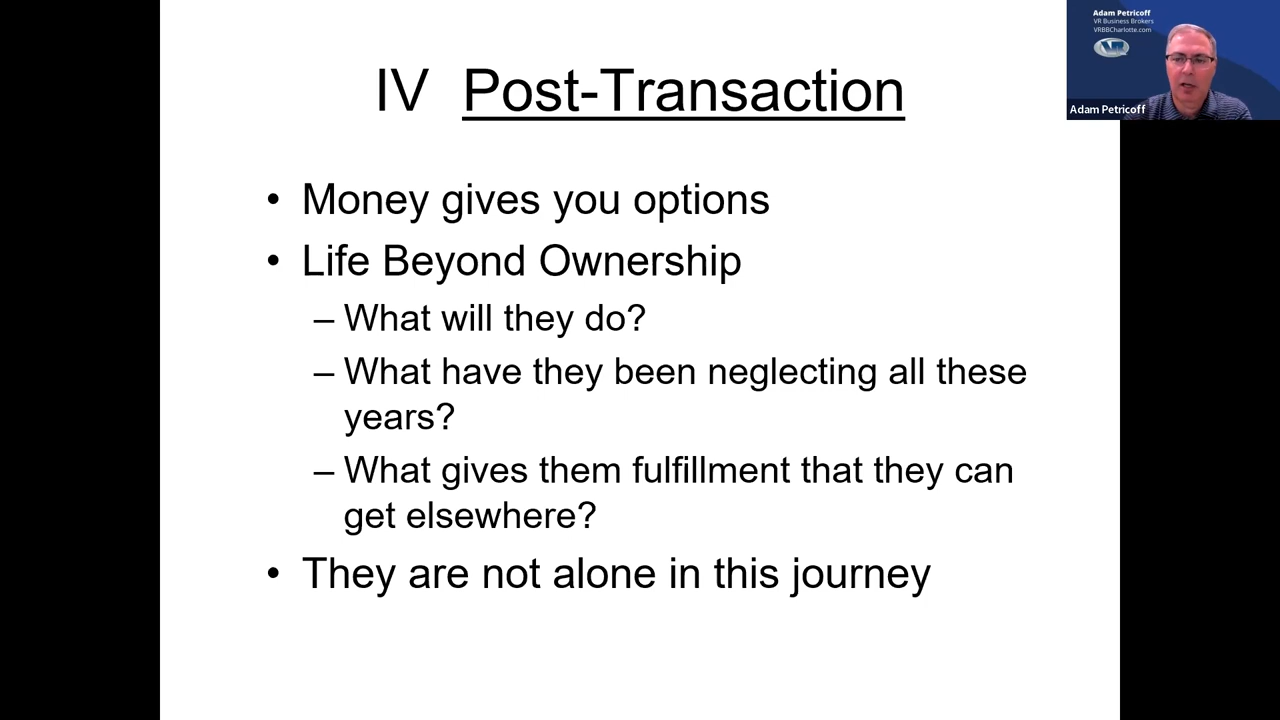 IV Post-Transaction
• Money gives you options
• Life Beyond Ownership
– What will they do?
– What have they been neglecting all these
years?
– What gives them fulfillment that they can
get elsewhere?
• They are not alone in this journey
Adam Petricoff
VR Business Brokers
VRBBCharlotte.com
VR
Adam Petricoff